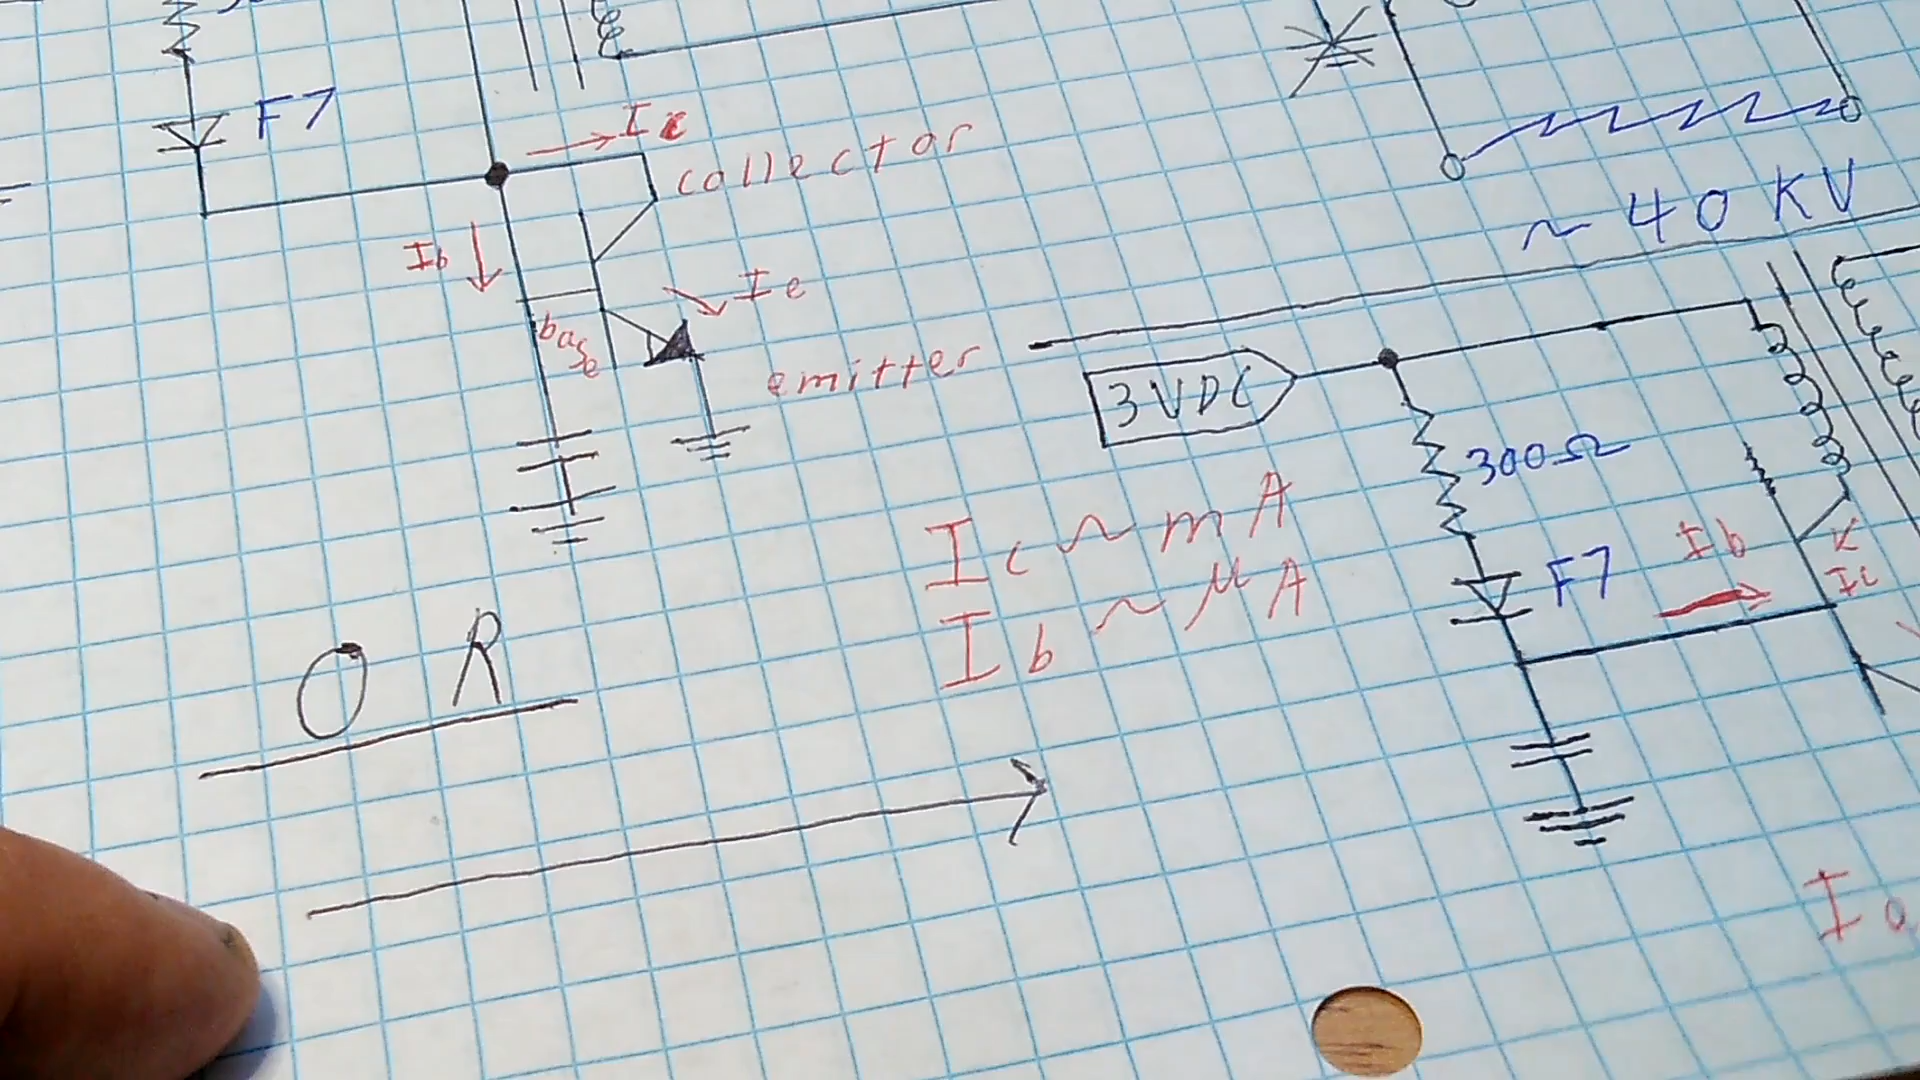 F7
Ic
collector
Ib
Ie
base
emitter
~ 40 KV
3VDC
300Ω
Ic ~ mA
Ib ~ μA
F7
Ib
Ic
OR